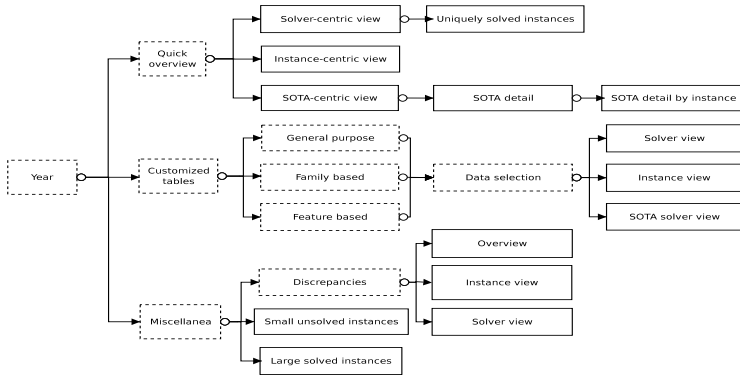 Solver-centric view
Uniquely solved instances
Quick
overview
Instance-centric view
SOTA-centric view
SOTA detail
SOTA detail by instance
General purpose
Solver view
Year
Customized
tables
Family based
Data selection
Instance view
Feature based
SOTA solver view
Overview
Discrepancies
Instance view
Miscellanea
Small unsolved instances
Solver view
Large solved instances